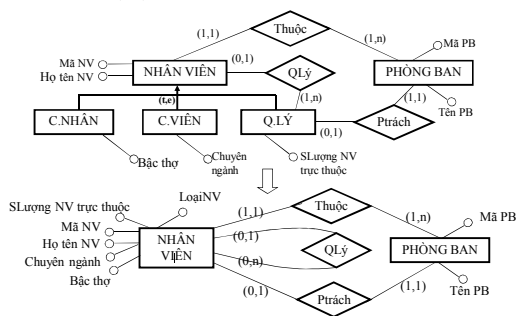 (1,1)
Thuộc
(1,n)
Mã PB
Mã NV
Họ tên NV
NHÂN VIÊN
(0,1)
QLý
PHÒNG BAN
(t,e)
(1,n)
(1,1)
Tên PB
C.NHÂN
C.VIÊN
Q.LÝ
(0,1)
Ptrách
Bậc thợ
Chuyên
ngành
SLượng NV
trực thuộc
LoạiNV
SLượng NV trực thuộc
(1,1)
Thuộc
(1,n)
Mã PB
Mã NV
Họ tên NV
Chuyên ngành
Bậc thợ
NHÂN
VIÊN
(0,1)
QLý
(0,n)
PHÒNG BAN
(0,1)
Ptrách
(1,1)
Tên PB